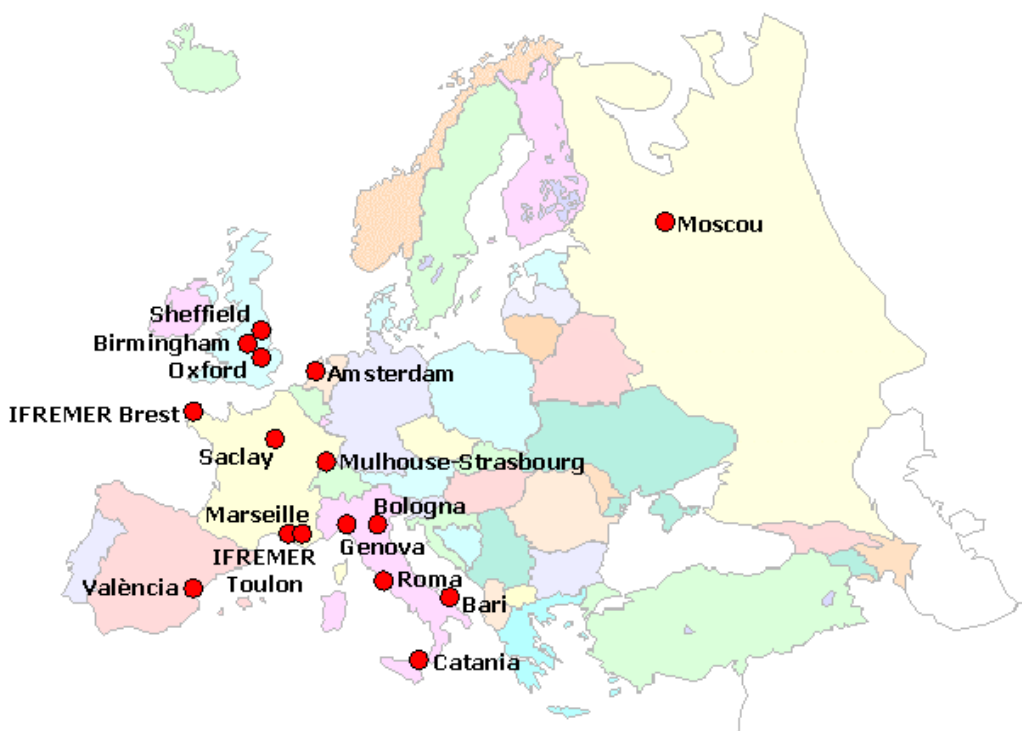 Moscou
Sheffield
Birmingham
Oxford
Amsterdam
IFREMER Brest
Saclay
Mulhouse-Strasbourg
Marseille
Bologna
IFREMER
Toulon
Genova
València
Roma
Bari
Catania